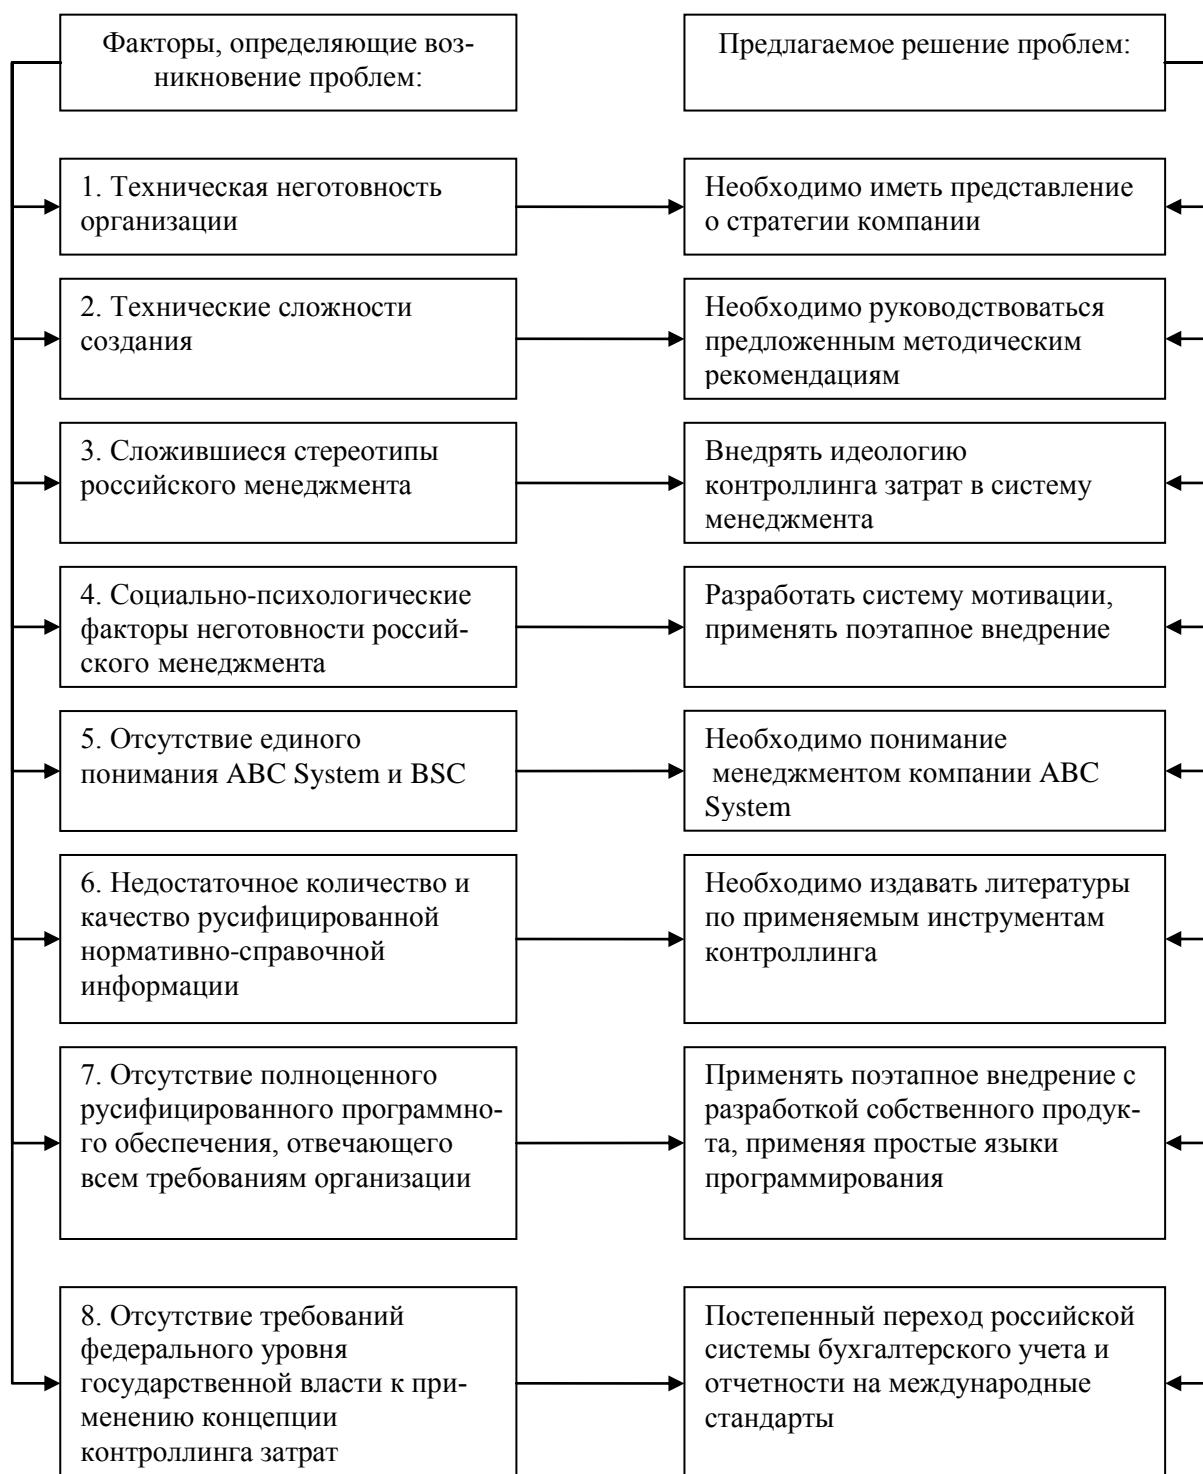 Факторы, определяющие воз-
никновение проблем:
Предлагаемое решение проблем:
1. Техническая неготовность
организации
Необходимо иметь представление
о стратегии компании
2. Технические сложности
создания
Необходимо руководствоваться
предложенным методическим
рекомендациям
3. Сложившиеся стереотипы
российского менеджмента
Внедрять идеологию
контроллинга затрат в систему
менеджмента
4. Социально-психологические
факторы неготовности россий-
ского менеджмента
Разработать систему мотивации,
применять поэтапное внедрение
5. Отсутствие единого
понимания ABC System и BSC
Необходимо понимание
менеджментом компании ABC
System
6. Недостаточное количество и
качество русифицированной
нормативно-справочной
информации
Необходимо издавать литературы
по применяемым инструментам
контроллинга
7. Отсутствие полноценного
русифицированного программно-
го обеспечения, отвечающего
всем требованиям организации
Применять поэтапное внедрение с
разработкой собственного продук-
та, применяя простые языки
программирования
8. Отсутствие требований
федерального уровня
государственной власти к при-
менению концепции
контроллинга затрат
Постепенный переход российской
системы бухгалтерского учета и
отчетности на международные
стандарты